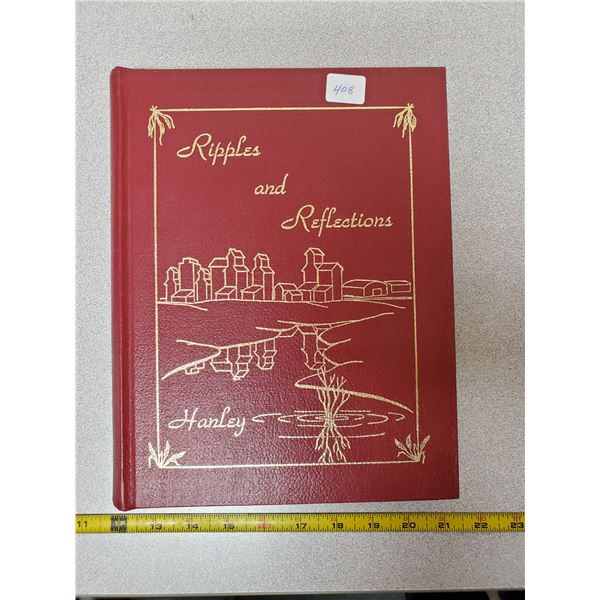 408
Ripples
and
Reflections
Hanley
11 13 14 15 16 17 18 19 20 21 22 23